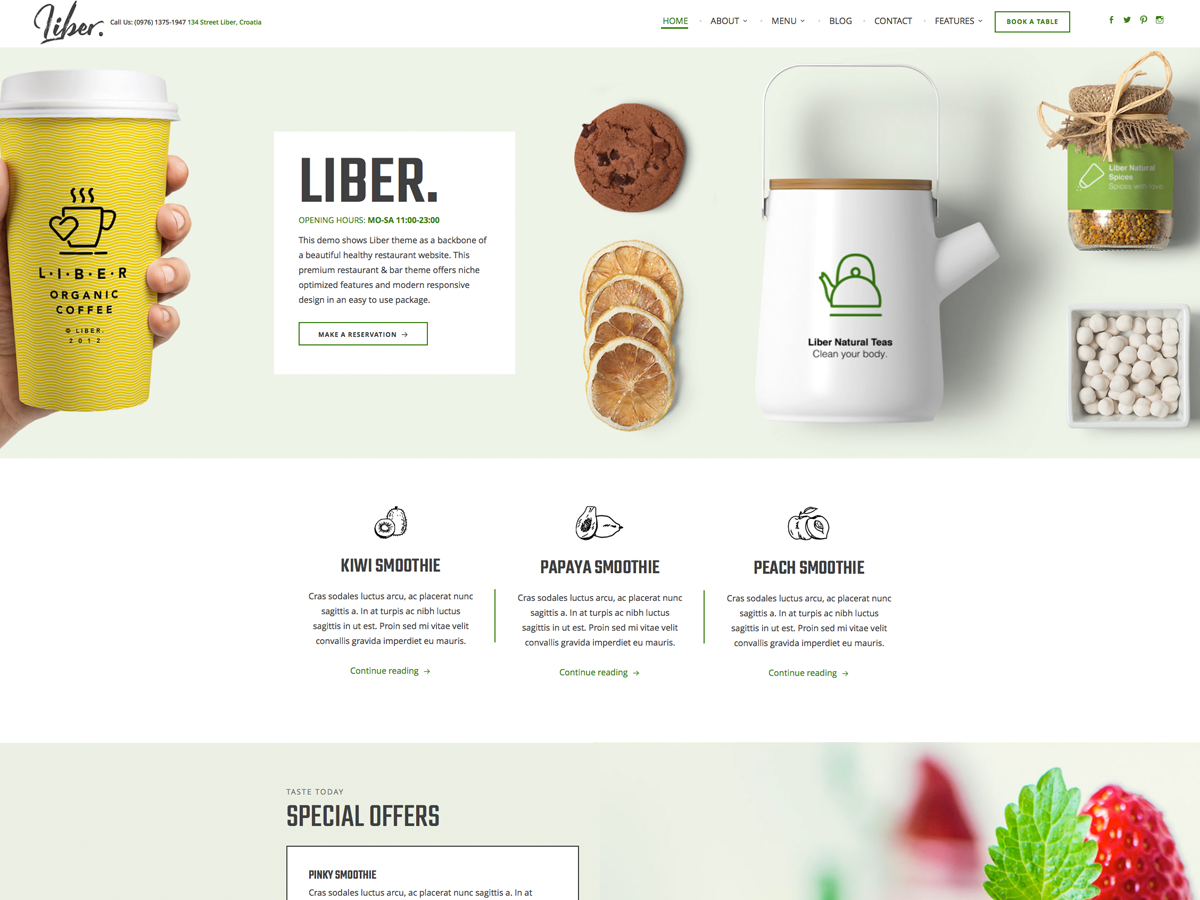 Liber.
Call Us: (0976) 1375-1947 134 Street Liber, Croatia
HOME
ABOUT
MENU
BLOG
CONTACT
FEATURES
BOOK A TABLE
L·I·B·E·R
ORGANIC
COFFEE
© LIBER.
2012
LIBER.
OPENING HOURS: MO-SA 11:00-23:00
This demo shows Liber theme as a backbone of
a beautiful healthy restaurant website. This
premium restaurant & bar theme offers niche
optimized features and modern responsive
design in an easy to use package.
MAKE A RESERVATION →
Liber Natural Teas
Clean your body.
Liber Natural
Spices
Spices with love.
KIWI SMOOTHIE
Cras sodales luctus arcu, ac placerat nunc
sagittis a. In at turpis ac nibh luctus
sagittis in ut est. Proin sed mi vitae velit
convallis gravida imperdiet eu mauris.
Continue reading →
PAPAYA SMOOTHIE
Cras sodales luctus arcu, ac placerat nunc
sagittis a. In at turpis ac nibh luctus
sagittis in ut est. Proin sed mi vitae velit
convallis gravida imperdiet eu mauris.
Continue reading →
PEACH SMOOTHIE
Cras sodales luctus arcu, ac placerat nunc
sagittis a. In at turpis ac nibh luctus
sagittis in ut est. Proin sed mi vitae velit
convallis gravida imperdiet eu mauris.
Continue reading →
TASTE TODAY
SPECIAL OFFERS
PINKY SMOOTHIE
Cras sodales luctus arcu, ac placerat nunc sagittis a. In at